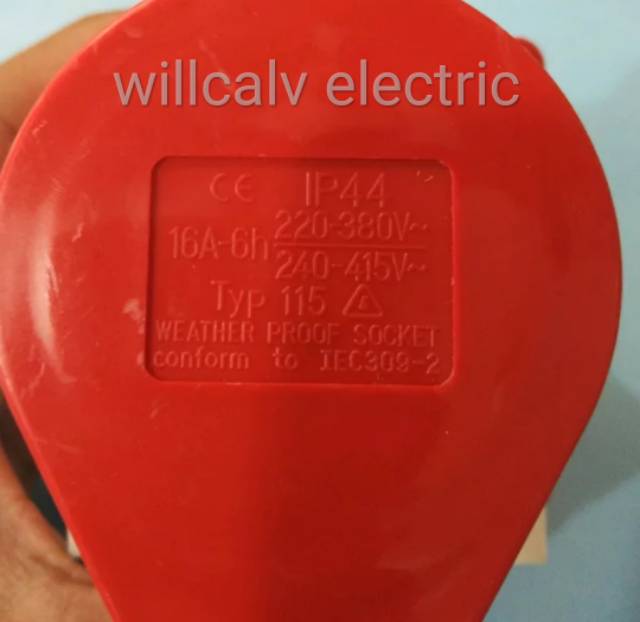 willcalv electric
CE IP44
16A-6h 220-380V~
240-415V~
Typ 115
WEATHER PROOF SOCKET
conform to IEC309-2